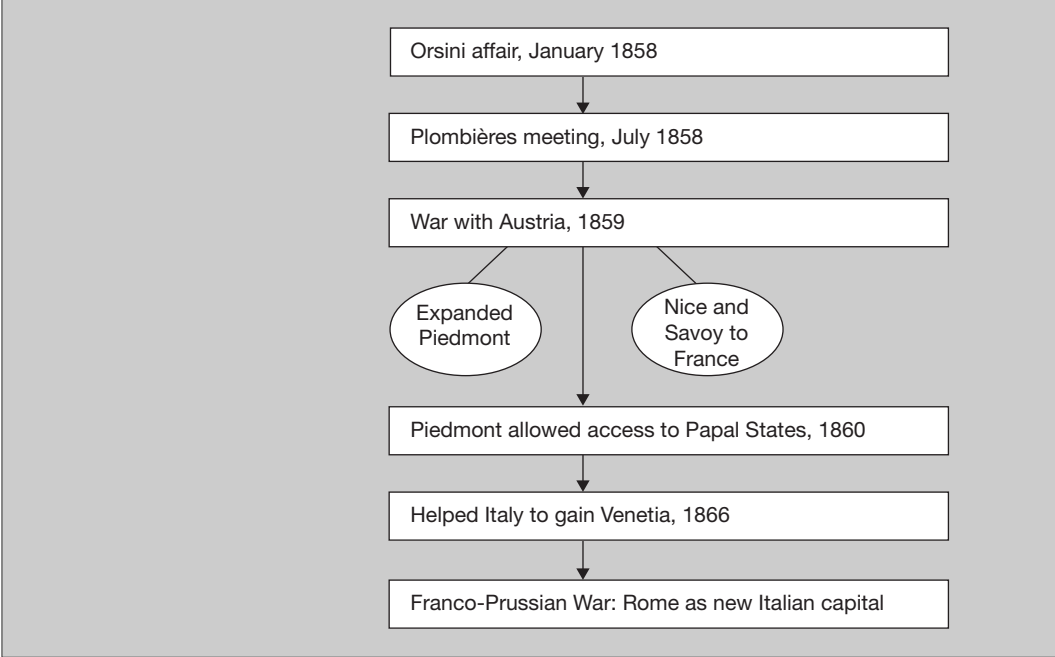 Orsini affair, January 1858
Plombières meeting, July 1858
War with Austria, 1859
Expanded
Piedmont
Nice and
Savoy to
France
Piedmont allowed access to Papal States, 1860
Helped Italy to gain Venetia, 1866
Franco-Prussian War: Rome as new Italian capital